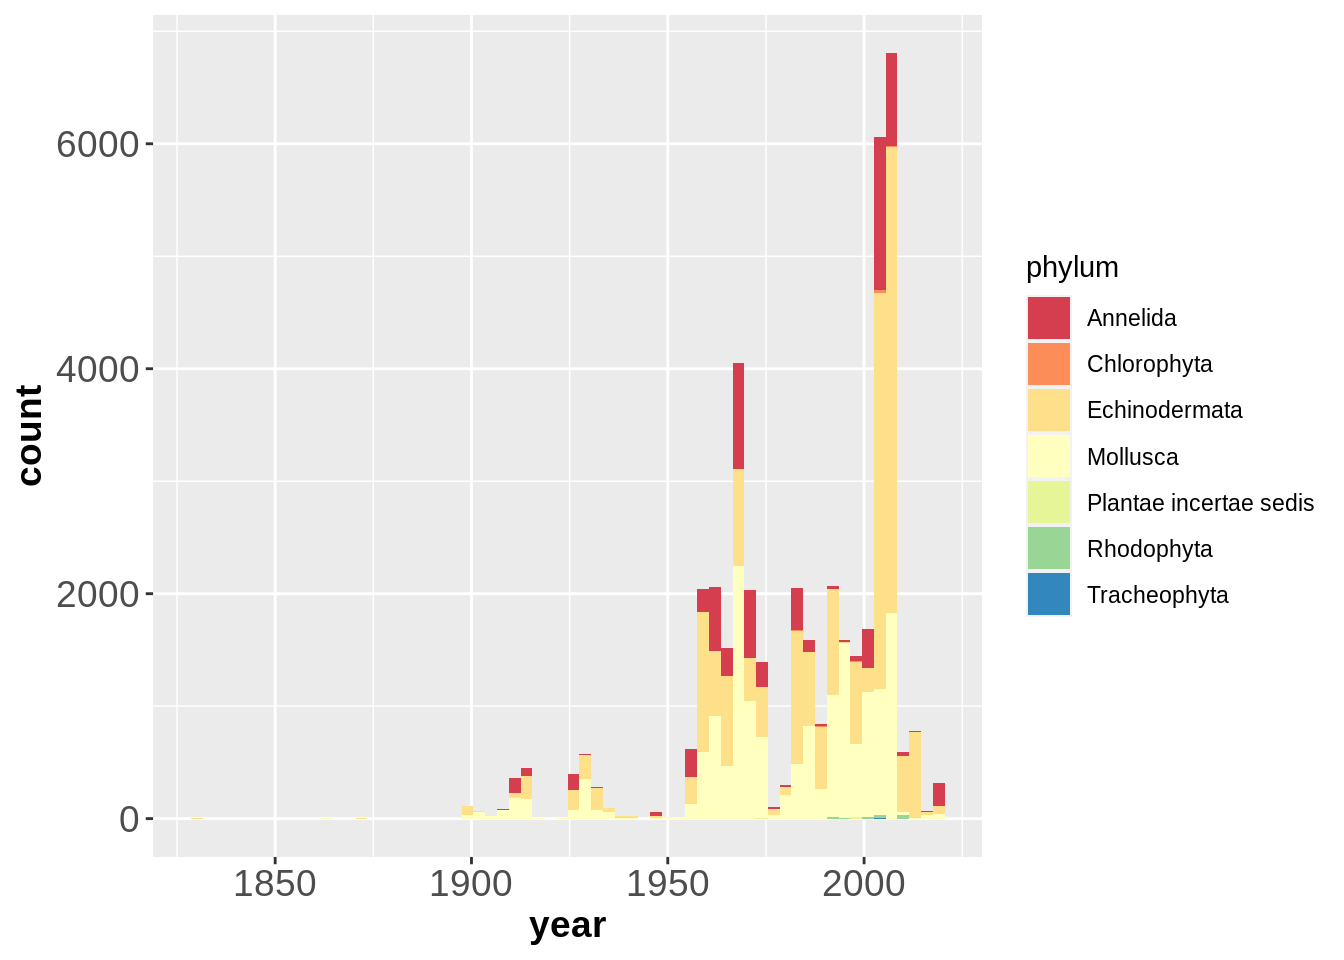 6000
4000
2000
0
count
1850 1900 1950 2000
year
phylum
Annelida
Chlorophyta
Echinodermata
Mollusca
Plantae incertae sedis
Rhodophyta
Tracheophyta